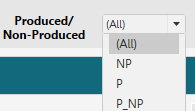 Produced/
Non-Produced
(All)
(All)
NP
P
P_NP